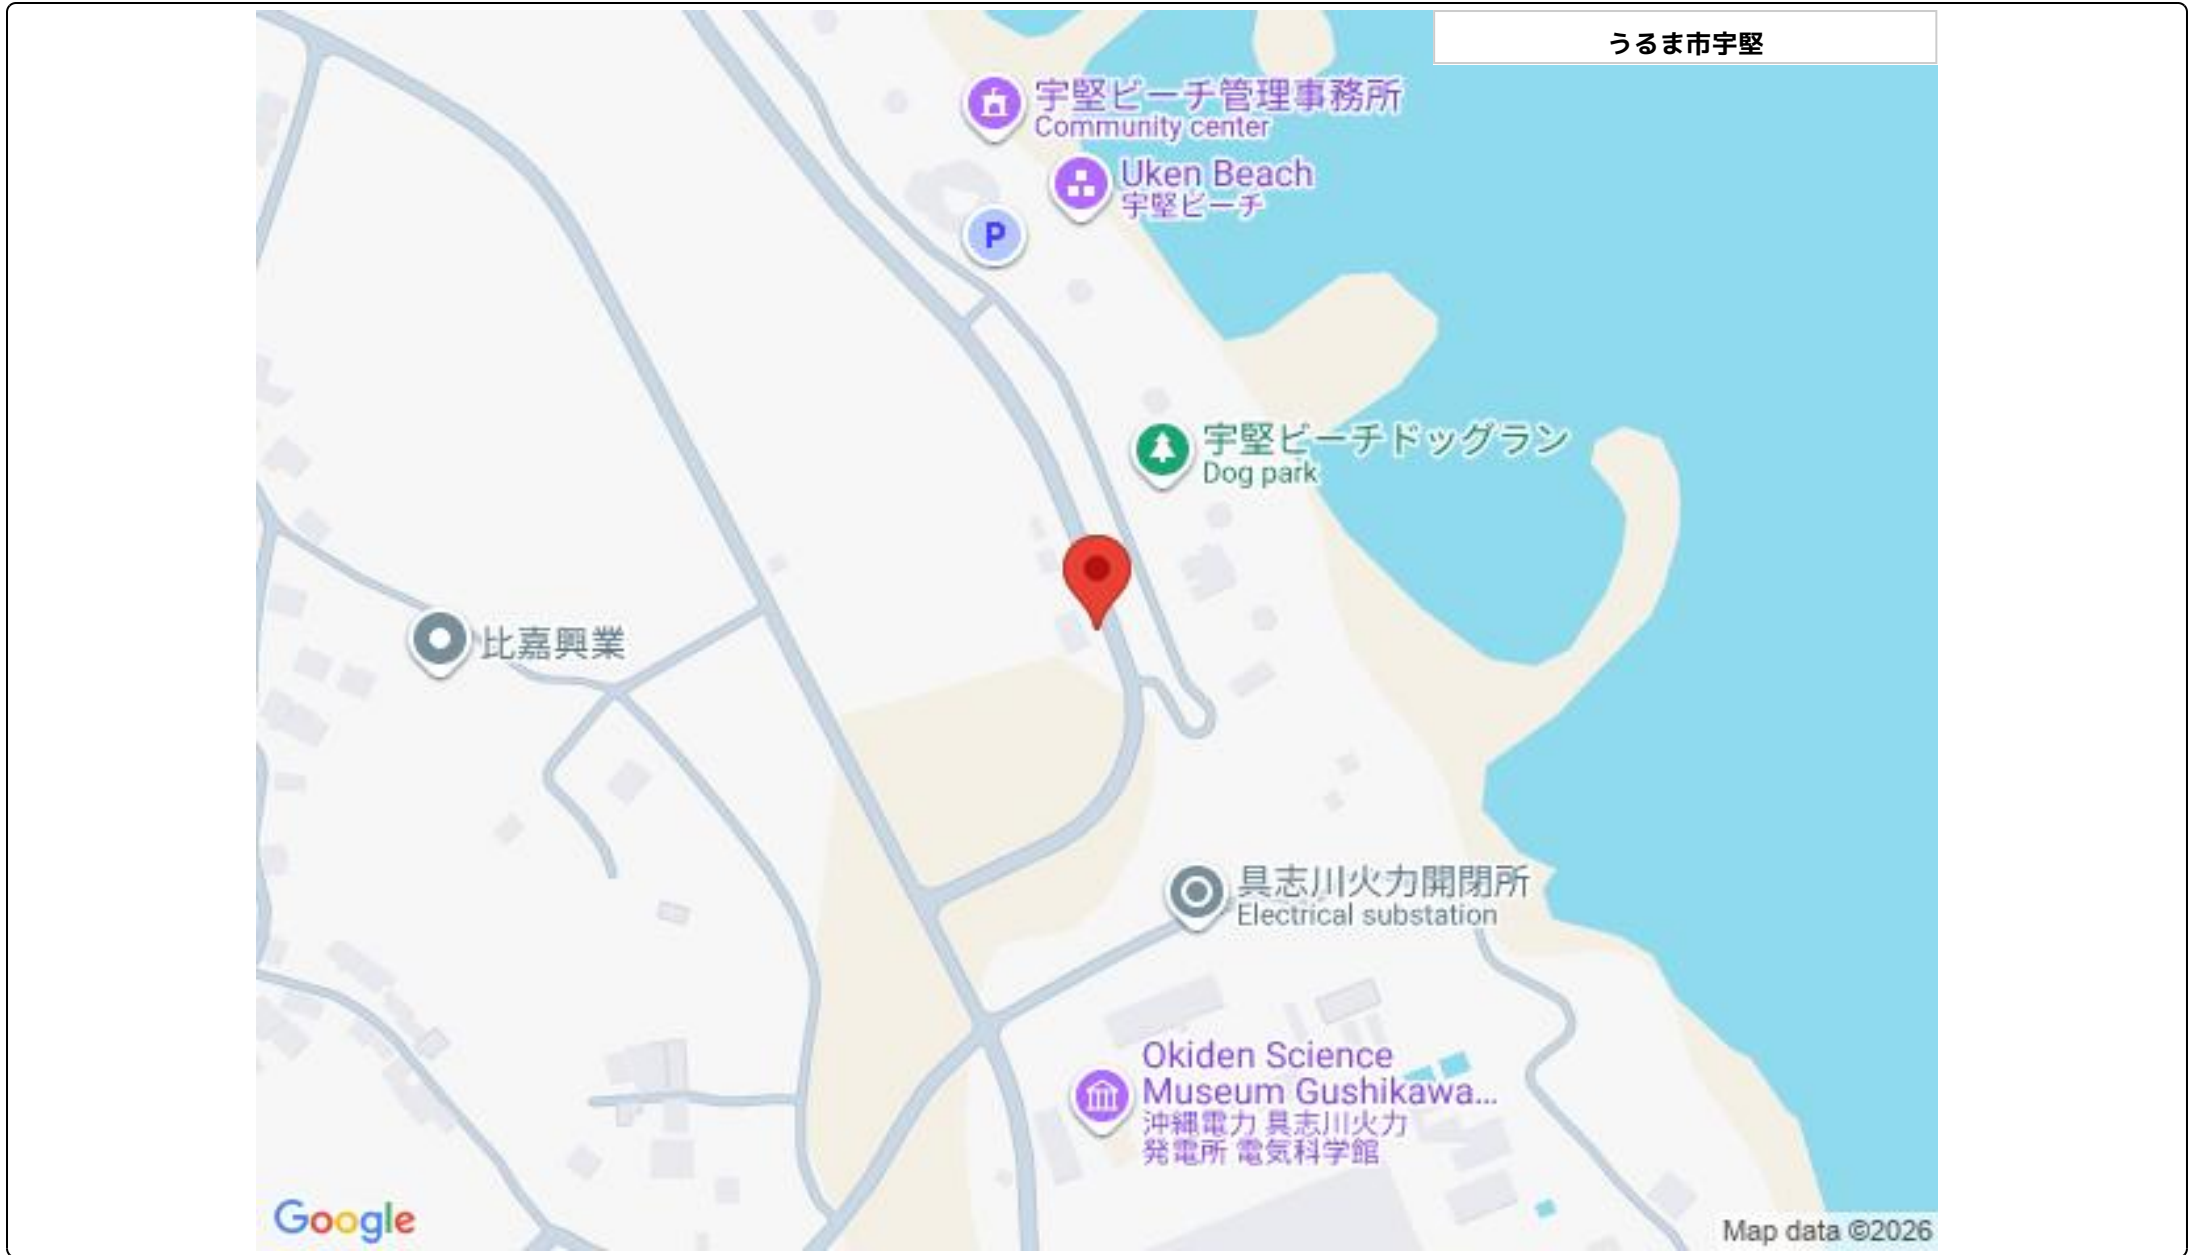 うるま市宇堅
宇堅ビーチ管理事務所
Community center
Uken Beach
宇堅ビーチ
P
宇堅ビーチドッグラン
Dog park
比嘉興業
具志川火力開閉所
Electrical substation
Okiden Science
Museum Gushikawa...
沖縄電力 具志川火力
発電所 電気科学館
Google
Map data ©2026